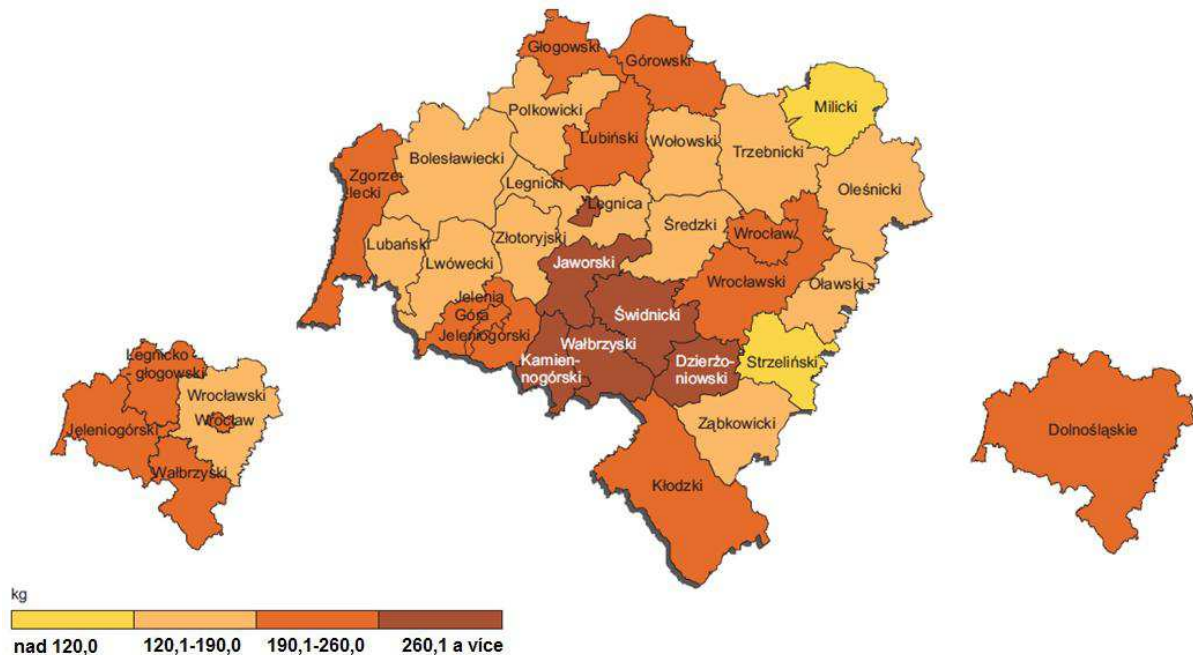 Głogowski
Górowski
Milicki
Polkowicki
Lubiński
Wołowski
Trzebnicki
Bolesławiecki
Zgorze-
lecki
Legnicki
Legnica
Oleśnicki
Średzki
Wrocław
Lubański
Złotoryjski
Lwówecki
Jaworski
Wrocławski
Oławski
Jelenia
Góra
Jeleniogórski
Świdnicki
Wałbrzyski
Kamien-
nogórski
Dzierżo-
niowski
Strzeliński
Ząbkowicki
Kłodzki
Legnicko
- głogowski
Wrocławski
Wrocław
Jeleniogórski
Wałbrzyski
Dolnośląskie
kg
nad 120,0 120,1-190,0 190,1-260,0 260,1 a více